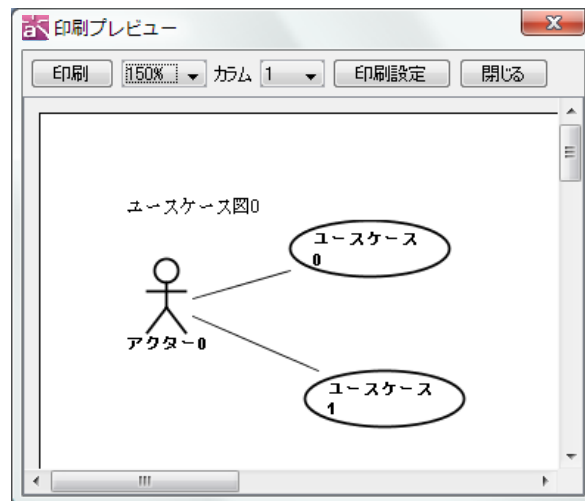 印刷プレビュー
印刷 150% カラム 1 印刷設定 閉じる
ユースケース図0
ユースケース
0
アクター0
ユースケース
1